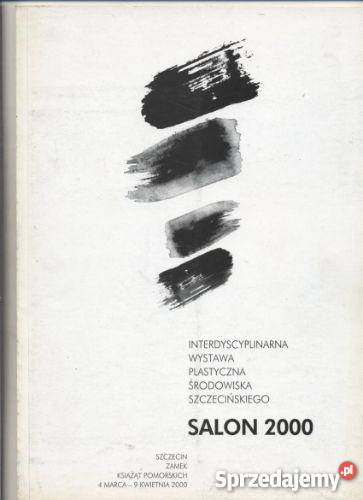 INTERDYSCYPLINARNA
WYSTAWA
PLASTYCZNA
ŚRODOWISKA
SZCZECIŃSKIEGO
SALON 2000
SZCZECIN
ZAMEK
KSIĄŻĄT POMORSKICH
4 MARCA – 9 KWIETNIA 2000
Sprzedajemy.pl